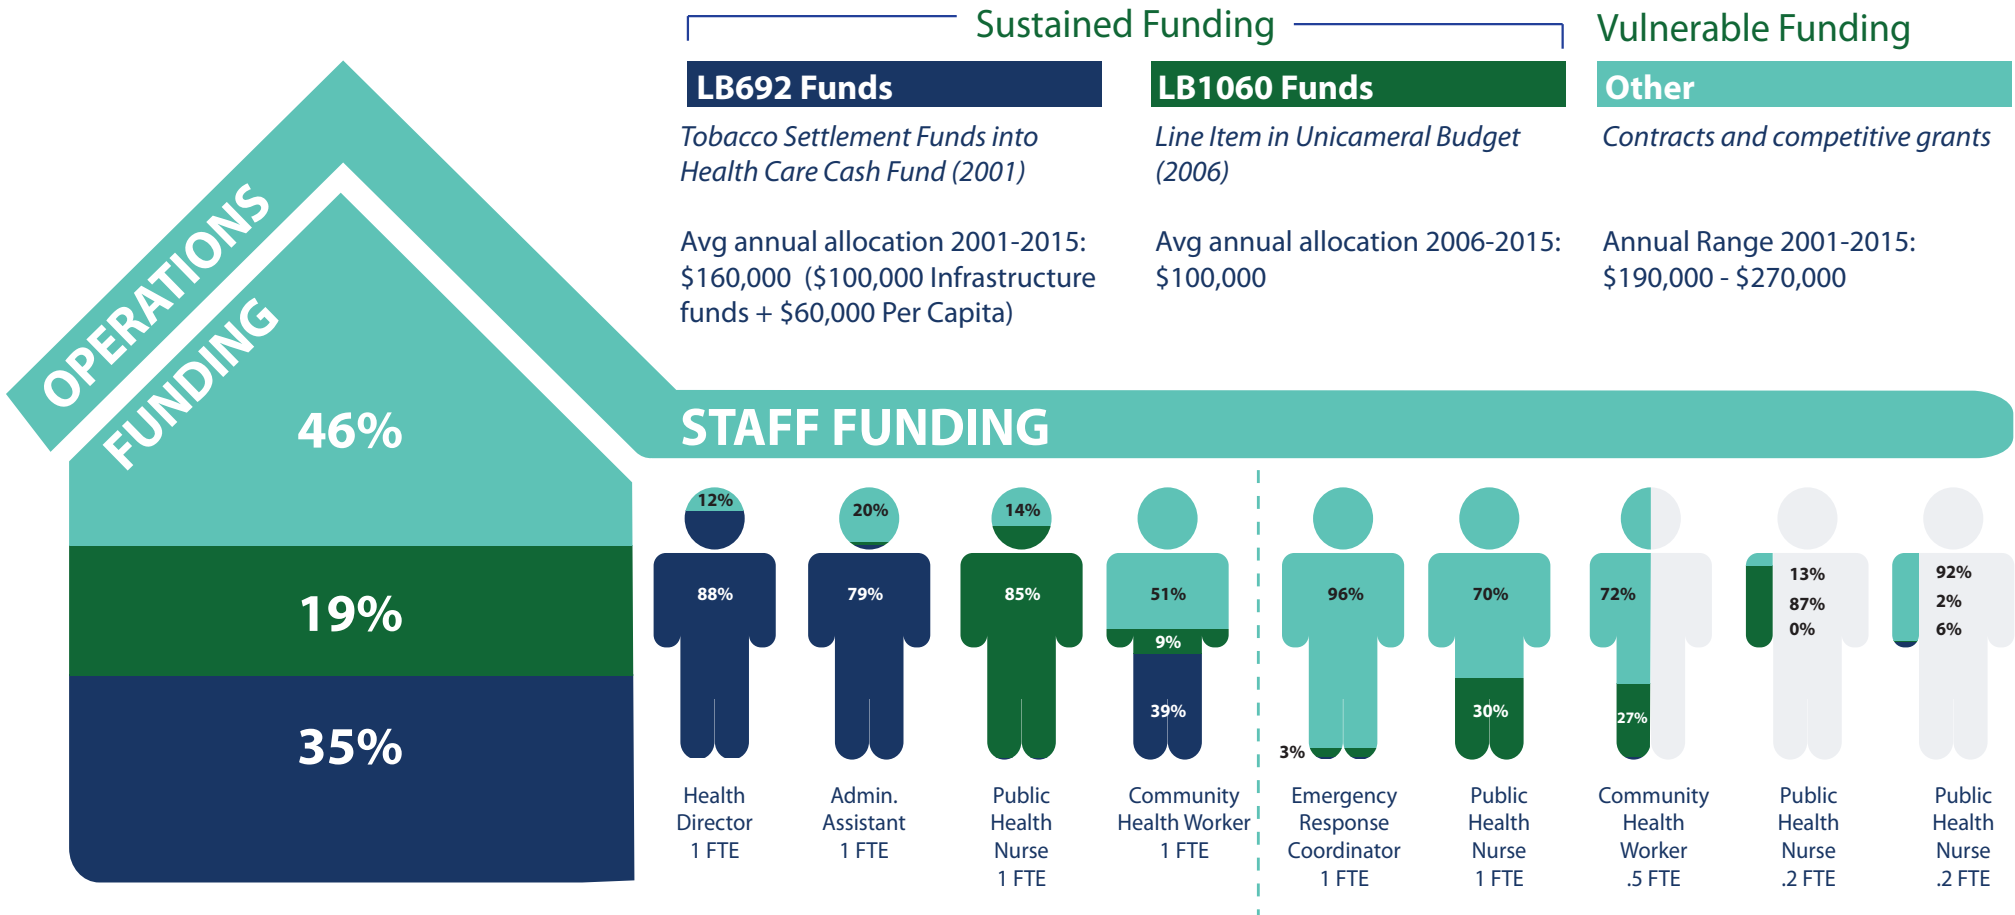 Sustained Funding
Vulnerable Funding
LB692 Funds
Tobacco Settlement Funds into
Health Care Cash Fund (2001)
Avg annual allocation 2001-2015:
$160,000 ($100,000 Infrastructure
funds + $60,000 Per Capita)
LB1060 Funds
Line Item in Unicameral Budget
(2006)
Avg annual allocation 2006-2015:
$100,000
Other
Contracts and competitive grants
Annual Range 2001-2015:
$190,000 - $270,000
OPERATIONS
FUNDING
46%
19%
35%
STAFF FUNDING
12%
88%
Health
Director
1 FTE
20%
79%
Admin.
Assistant
1 FTE
14%
85%
Public
Health
Nurse
1 FTE
51%
9%
39%
Community
Health Worker
1 FTE
96%
3%
Emergency
Response
Coordinator
1 FTE
70%
30%
Public
Health
Nurse
1 FTE
72%
27%
Community
Health
Worker
.5 FTE
13%
87%
0%
Public
Health
Nurse
.2 FTE
92%
2%
6%
Public
Health
Nurse
.2 FTE